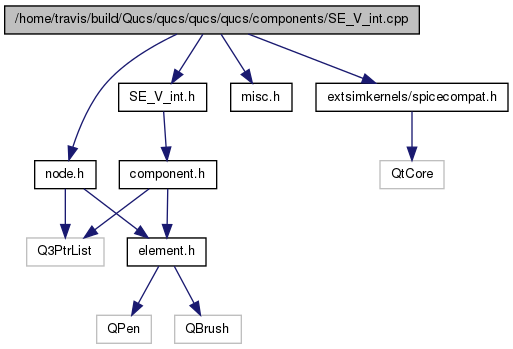 /home/travis/build/Qucs/qucs/qucs/qucs/components/SE_V_int.cpp
SE_V_int.h
misc.h
extsimkernels/spicecompat.h
node.h
component.h
QtCore
Q3PtrList
element.h
QPen
QBrush